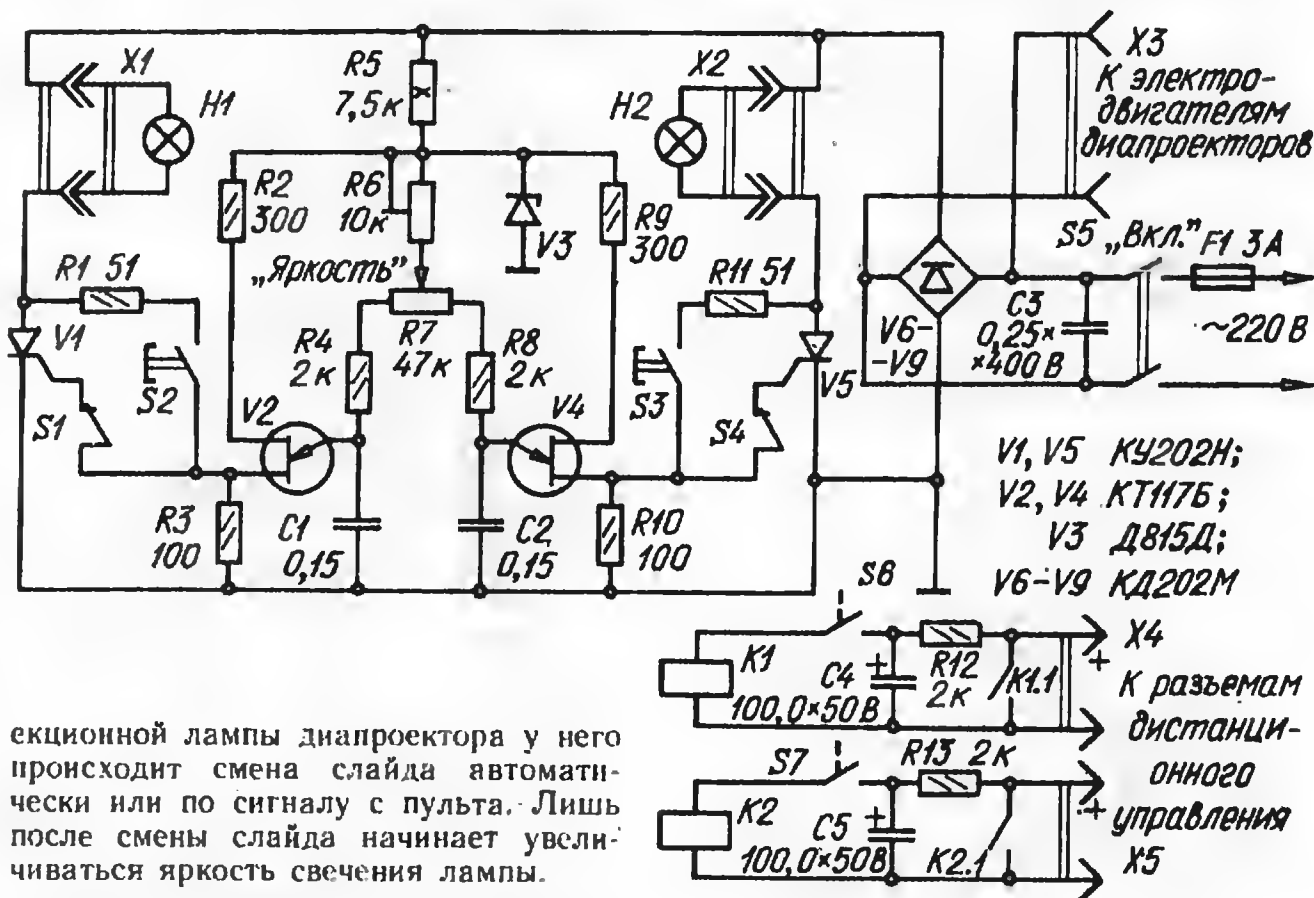 X1
H1
R5
7,5к
X2
H2
X3
К электро-
двигателям
диапроекторов
R2
300
R6
10к
V3
R9
300
S5 „Вкл.” F1 3А
„Яркость”
R1 51
R11 51
V1
R4
2к
R7
47к
R8
2к
C3
0,25×
×400В
~220В
V6-
-V9
V5
S2
V2
V4
S3
S1
S4
R3
100
C1
0,15
C2
0,15
R10
100
V1, V5 КУ202Н;
V2, V4 КТ117Б;
V3 Д815Д;
V6-V9 КД202М
S6
K1
C4
+
100,0×50В
R12
2к
K1.1
+
X4
К разъемам
дистанци-
онного
управления
X5
S7
K2
C5
+
100,0×50В
R13 2к
K2.1
+
екционной лампы диапроектора у него
происходит смена слайда автомати-
чески или по сигналу с пульта. Лишь
после смены слайда начинает увели-
чиваться яркость свечения лампы.